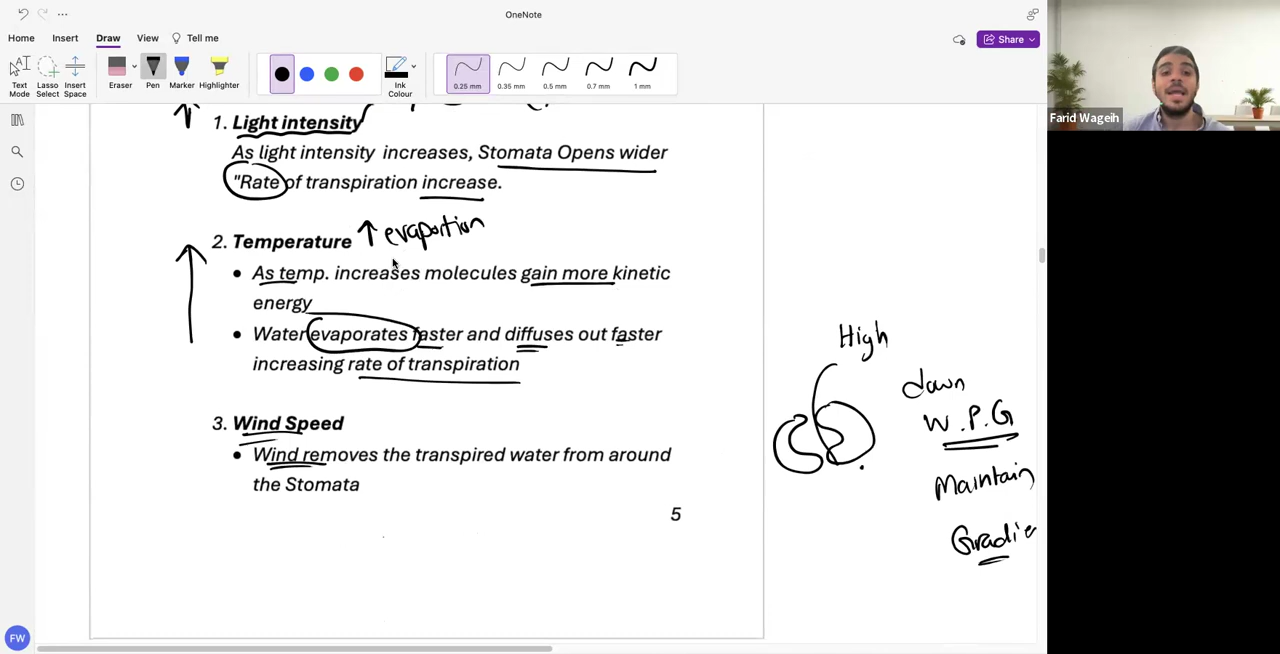 OneNote
Home Insert Draw View Tell me
Share
Text Mode
Lasso Select
Insert Space
Eraser
Pen
Marker
Highlighter
Ink Colour
0.25 mm
0.35 mm
0.5 mm
0.7 mm
1 mm
Farid Wageih
1. Light intensity
As light intensity increases, Stomata Opens wider
"Rate of transpiration increase.
2. Temperature ↑ evaportion
• As temp. increases molecules gain more kinetic
energy
• Water evaporates faster and diffuses out faster
increasing rate of transpiration
3. Wind Speed
• Wind removes the transpired water from around
the Stomata
5
High
down
W.P.G
Maintain
Gradie
FW